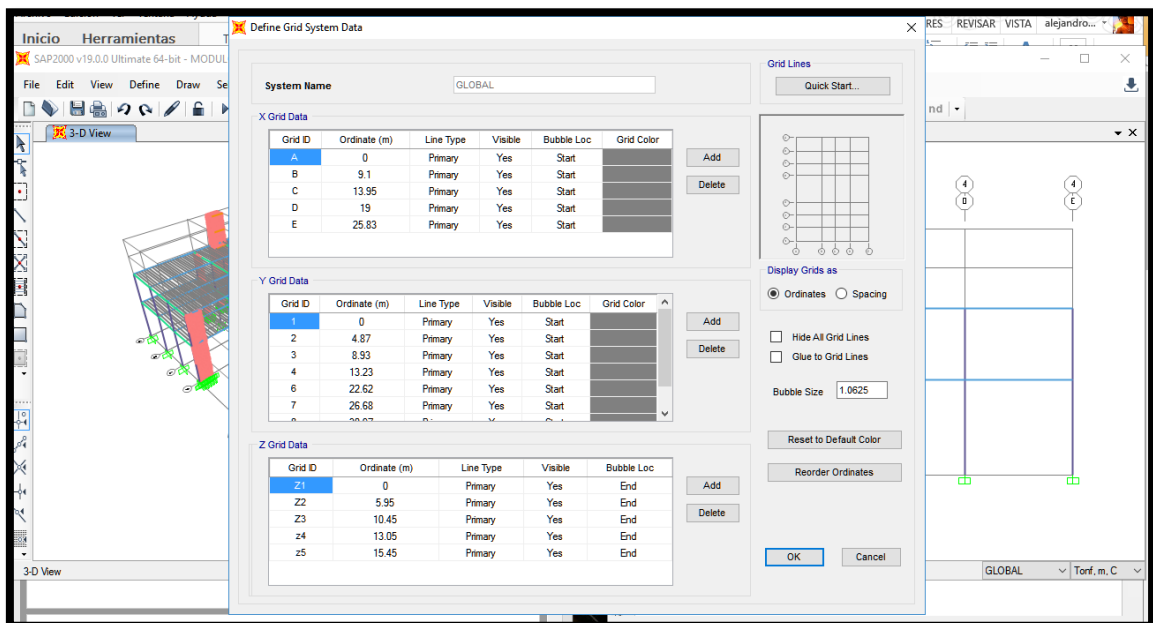 RES REVISAR VISTA alejandro...
Inicio Herramientas
Define Grid System Data
SAP2000 v19.0.0 Ultimate 64-bit - MODUL
File Edit View Define Draw Se
nd
3-D View
System Name GLOBAL
Grid Lines
Quick Start...
X Grid Data
Grid ID Ordinate (m) Line Type Visible Bubble Loc Grid Color
A 0 Primary Yes Start
B 9.1 Primary Yes Start
C 13.95 Primary Yes Start
D 19 Primary Yes Start
E 25.83 Primary Yes Start
Add
Delete
Y Grid Data
Grid ID Ordinate (m) Line Type Visible Bubble Loc Grid Color
1 0 Primary Yes Start
2 4.87 Primary Yes Start
3 8.93 Primary Yes Start
4 13.23 Primary Yes Start
6 22.62 Primary Yes Start
7 26.68 Primary Yes Start
Add
Delete
Z Grid Data
Grid ID Ordinate (m) Line Type Visible Bubble Loc
Z1 0 Primary Yes End
Z2 5.95 Primary Yes End
Z3 10.45 Primary Yes End
z4 13.05 Primary Yes End
z5 15.45 Primary Yes End
Add
Delete
Display Grids as
Ordinates Spacing
Hide All Grid Lines
Glue to Grid Lines
Bubble Size 1.0625
Reset to Default Color
Reorder Ordinates
OK Cancel
4 4
D E
3-D View
GLOBAL Tonf, m, C